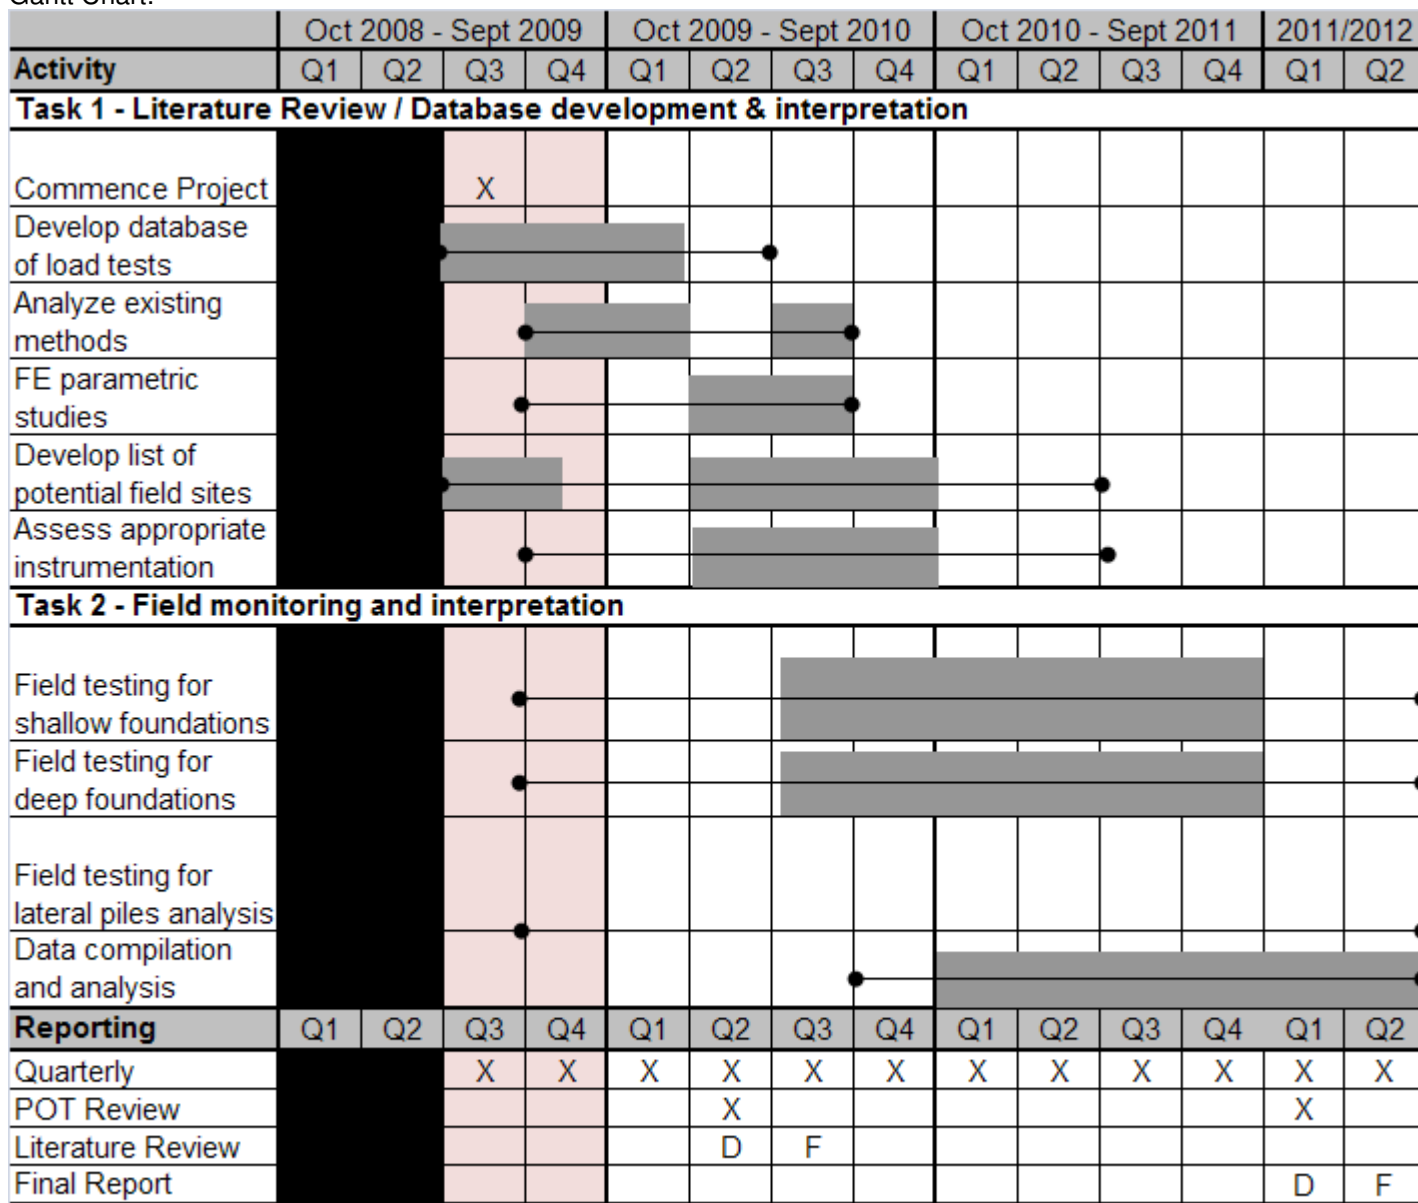 Gantt Chart:
Oct 2008 - Sept 2009 Oct 2009 - Sept 2010 Oct 2010 - Sept 2011 2011/2012
Activity Q1 Q2 Q3 Q4 Q1 Q2 Q3 Q4 Q1 Q2 Q3 Q4 Q1 Q2
Task 1 - Literature Review / Database development & interpretation
Commence Project X
Develop database
of load tests
Analyze existing
methods
FE parametric
studies
Develop list of
potential field sites
Assess appropriate
instrumentation
Task 2 - Field monitoring and interpretation
Field testing for
shallow foundations
Field testing for
deep foundations
Field testing for
lateral piles analysis
Data compilation
and analysis
Reporting Q1 Q2 Q3 Q4 Q1 Q2 Q3 Q4 Q1 Q2 Q3 Q4 Q1 Q2
Quarterly X X X X X X X X X X X X
POT Review X X
Literature Review D F
Final Report D F